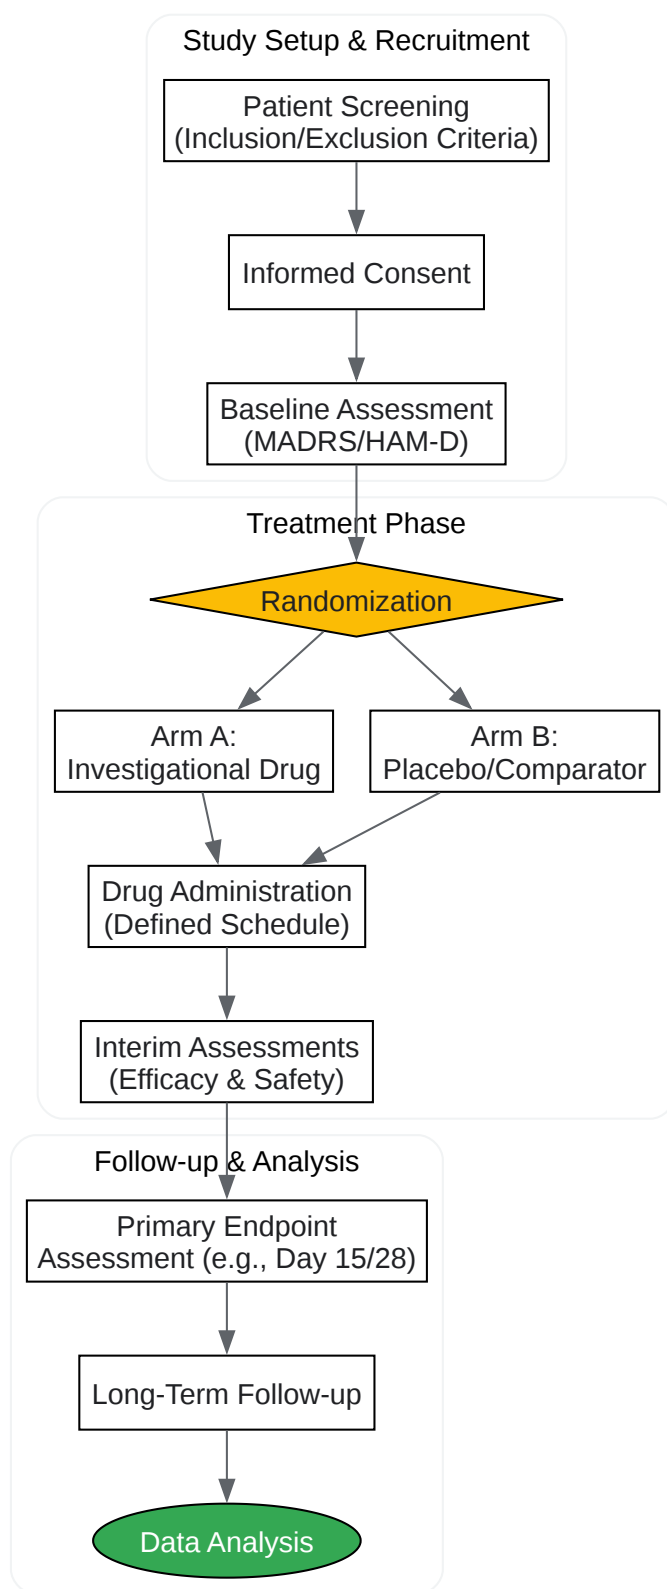 Study Setup & Recruitment
Patient Screening
(Inclusion/Exclusion Criteria)
Informed Consent
Baseline Assessment
(MADRS/HAM-D)
Treatment Phase
Randomization
Arm A:
Investigational Drug
Arm B:
Placebo/Comparator
Drug Administration
(Defined Schedule)
Interim Assessments
(Efficacy & Safety)
Follow-up & Analysis
Primary Endpoint
Assessment (e.g., Day 15/28)
Long-Term Follow-up
Data Analysis